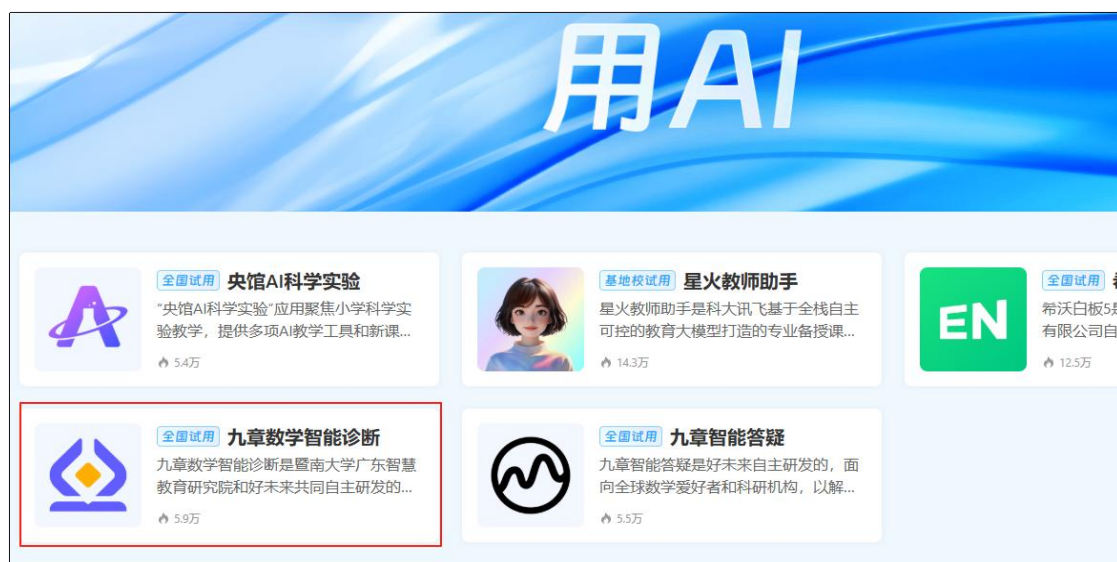 用AI
全国试用 央馆AI科学实验
“央馆AI科学实验”应用聚焦小学科学实
验教学，提供多项AI教学工具和新课...
5.4万
基地校试用 星火教师助手
星火教师助手是科大讯飞基于全栈自主
可控的教育大模型打造的专业备授课...
14.3万
EN
全国试用
希沃白板5是
有限公司自
12.5万
全国试用 九章数学智能诊断
九章数学智能诊断是暨南大学广东智慧
教育研究院和好未来共同自主研发的...
5.9万
全国试用 九章智能答疑
九章智能答疑是好未来自主研发的，面
向全球数学爱好者和科研机构，以解...
5.5万